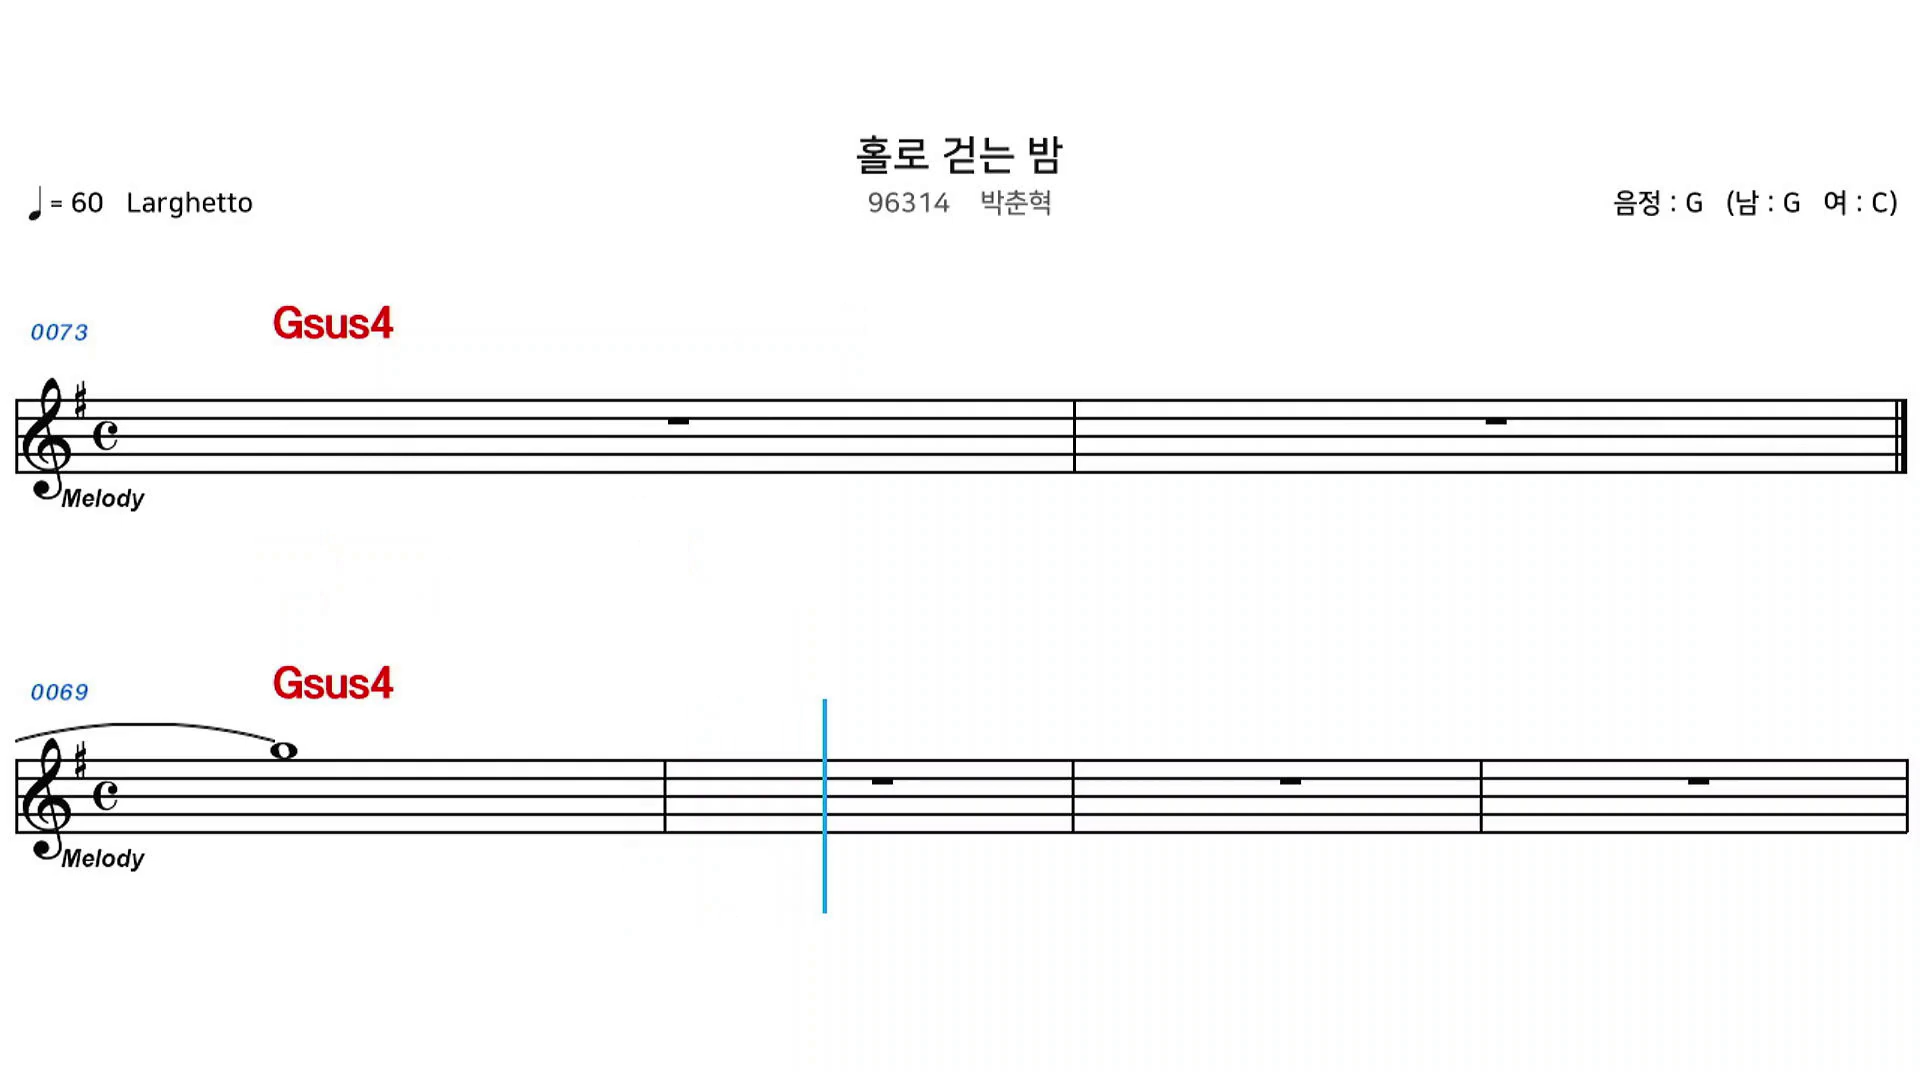 홀로 걷는 밤
♩= 60 Larghetto 96314 박춘혁 음정 : G (남 : G 여 : C)
0073 Gsus4
Melody
0069 Gsus4
Melody